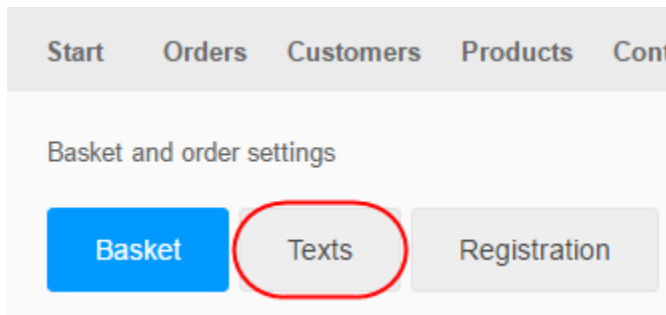 Start Orders Customers Products
Basket and order settings
Basket Texts Registration